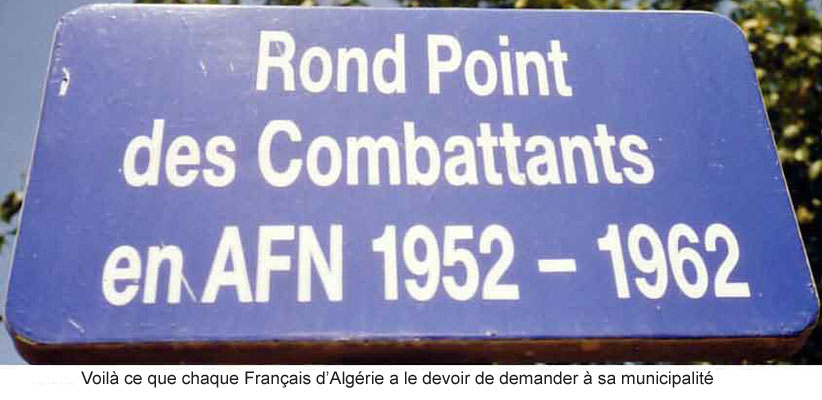 Rond Point
des Combattants
en AFN 1952 – 1962
Voilà ce que chaque Français d'Algérie a le devoir de demander à sa municipalité